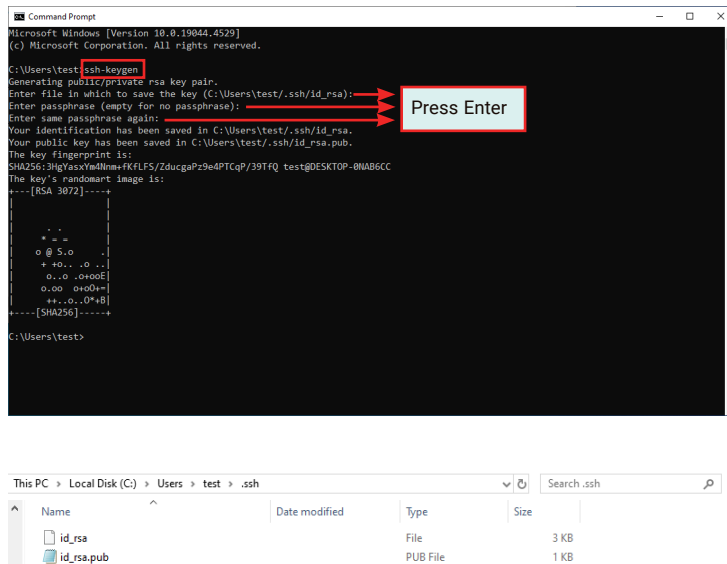 Command Prompt
Microsoft Windows [Version 10.0.19044.4529]
(c) Microsoft Corporation. All rights reserved.
C:\Users\test>ssh-keygen
Generating public/private rsa key pair.
Enter file in which to save the key (C:\Users\test/.ssh/id_rsa):
Enter passphrase (empty for no passphrase):
Enter same passphrase again:
Press Enter
Your identification has been saved in C:\Users\test/.ssh/id_rsa.
Your public key has been saved in C:\Users\test/.ssh/id_rsa.pub.
The key fingerprint is:
SHA256:3HgYasxYm4Nnm+fKfLFS/ZducgaPz9e4PTCqP/39TfQ test@DESKTOP-0NAB6CC
The key's randomart image is:
+---[RSA 3072]----+
|                 |
|                 |
|     . .         |
|    * = =        |
|   o @ S.o      .|
|    + +o.. .o ..|
|     o..o .o+ooE|
|    o.oo  o+oO+=|
|     ++..o..O*+B|
+----[SHA256]-----+
C:\Users\test>
This PC > Local Disk (C:) > Users > test > .ssh
Search .ssh
Name Date modified Type Size
id_rsa File 3 KB
id_rsa.pub PUB File 1 KB